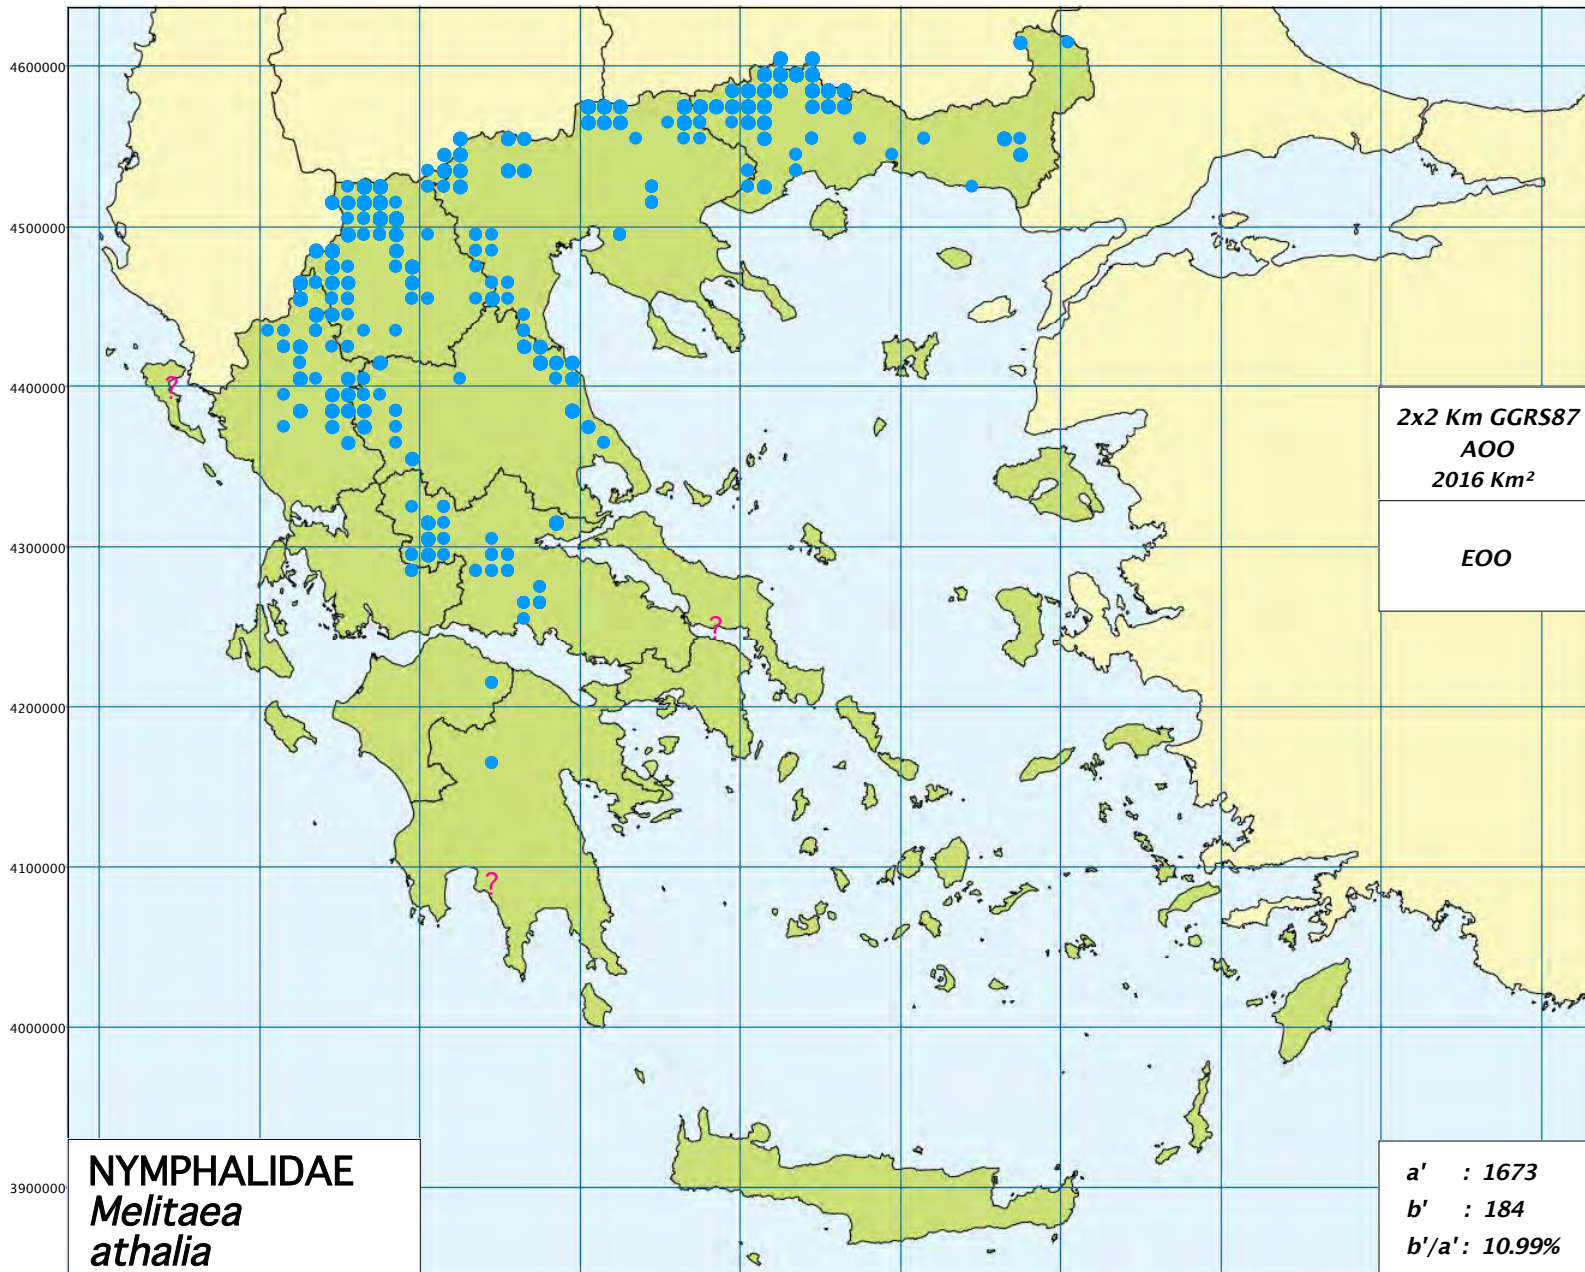 4600000
4500000
4400000
4300000
4200000
4100000
4000000
3900000
?
?
?
2x2 Km GGRS87
AOO
2016 Km²
EOO
NYMPHALIDAE
Melitaea
athalia
a' : 1673
b' : 184
b'/a' : 10.99%